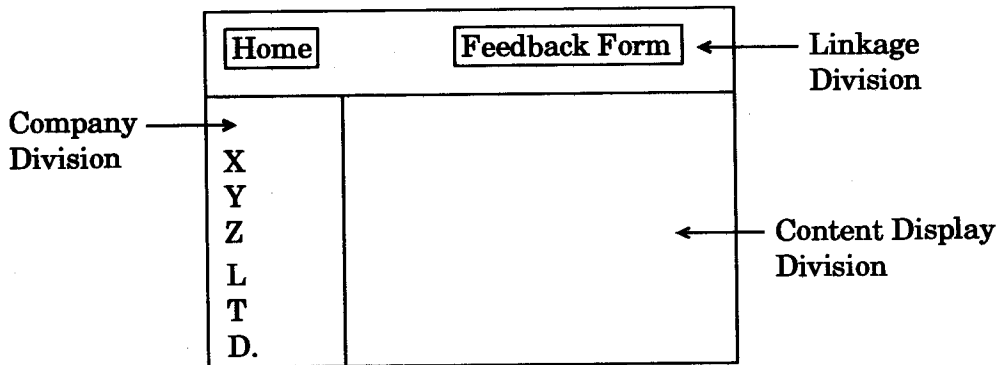 Home
Feedback Form
Linkage
Division
Company
Division
X
Y
Z
L
T
D.
Content Display
Division